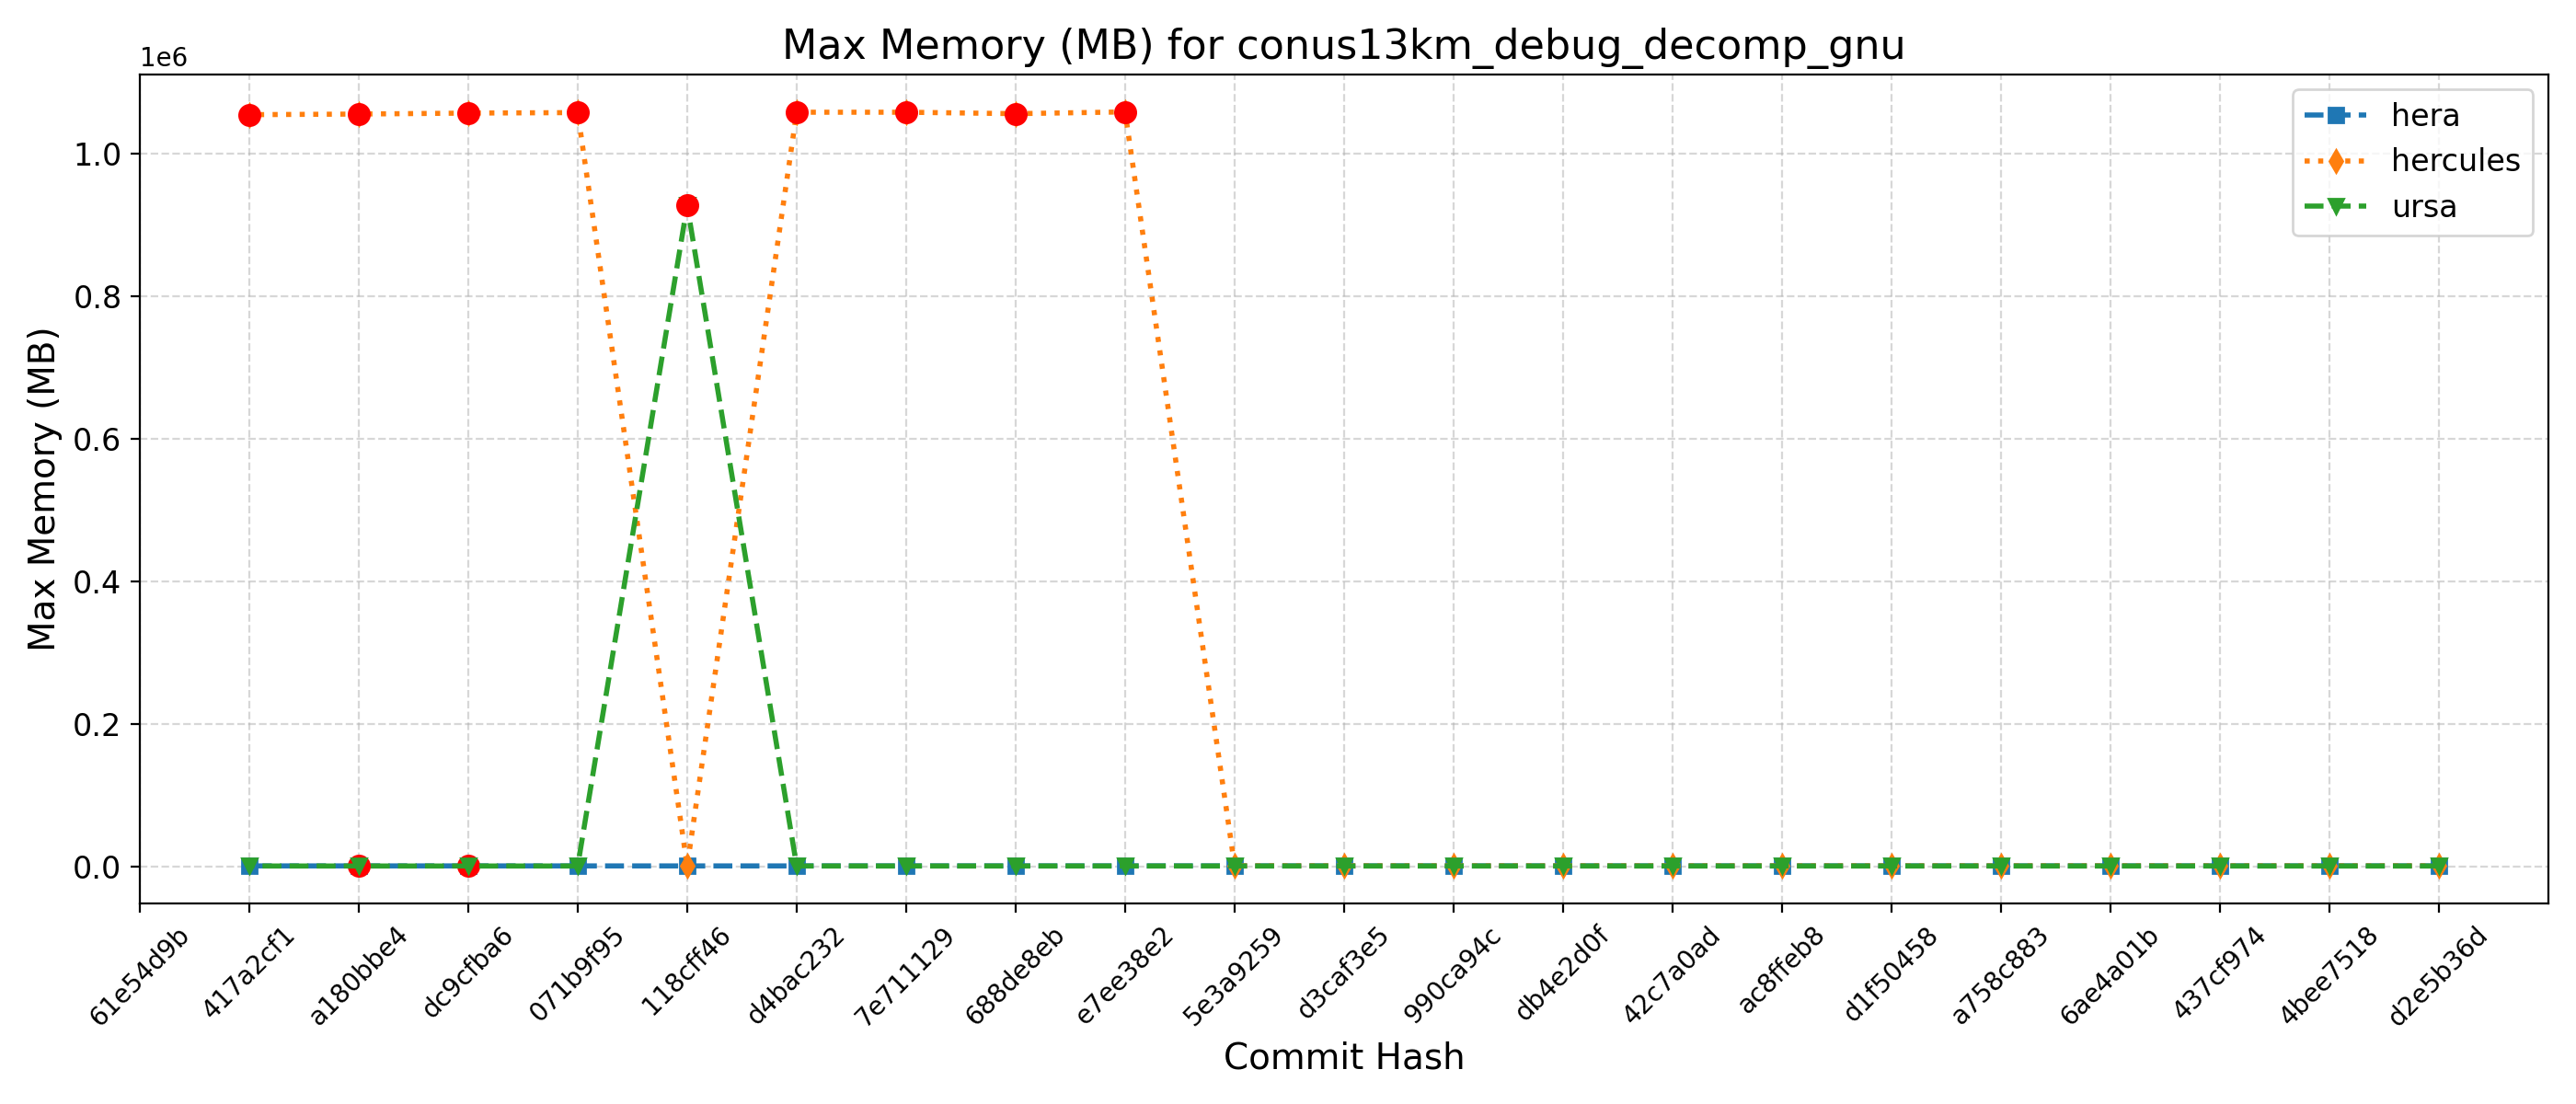 Max Memory (MB) for conus13km_debug_decomp_gnu
1e6
hera
hercules
ursa
1.0
0.8
0.6
0.4
0.2
0.0
Max Memory (MB)
61e54d9b
417a2cf1
a180bbe4
dc9cfba6
071b9f95
118cff46
d4bac232
7e711129
688de8eb
e7ee38e2
5e3a9259
d3caf3e5
990ca94c
db4e2d0f
42c7a0ad
ac8ffeb8
d1f50458
a758c883
6ae4a01b
437cf974
4bee7518
d2e5b36d
Commit Hash